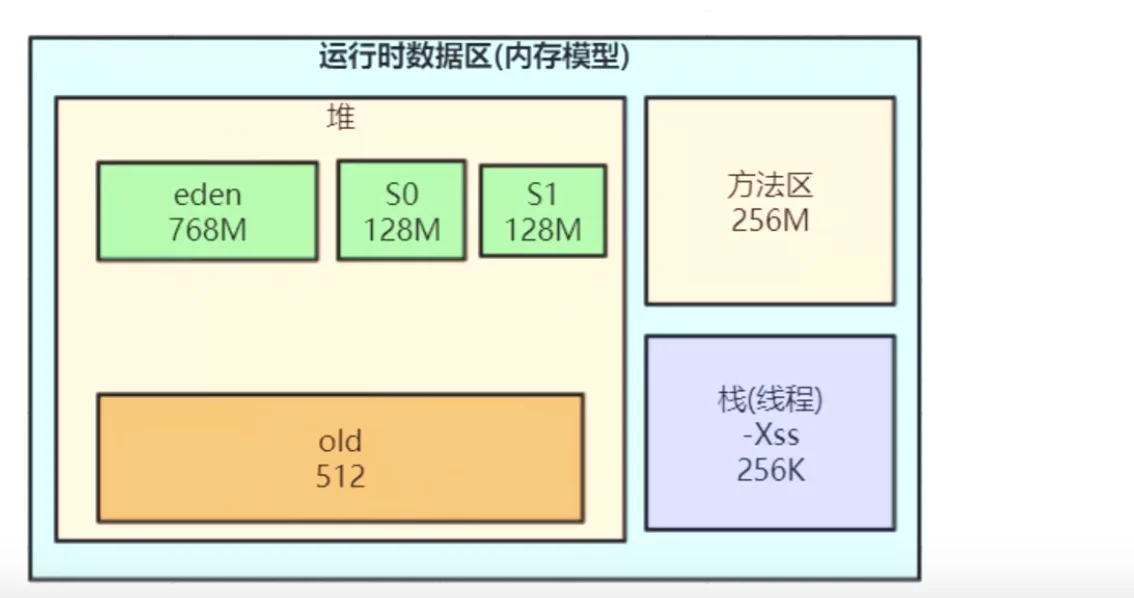 运行时数据区(内存模型)
堆
eden
768M
S0
128M
S1
128M
old
512
方法区
256M
栈(线程)
-Xss
256K